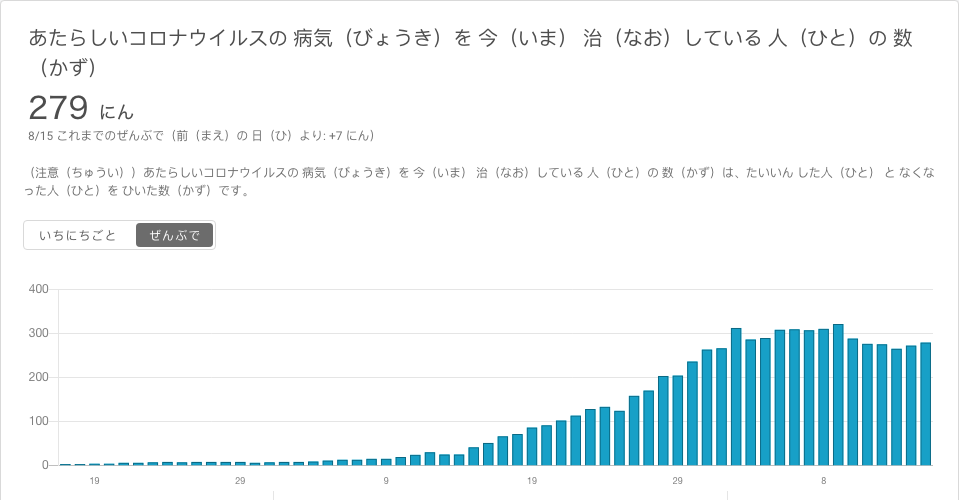 あたらしいコロナウイルスの 病気（びょうき）を 今（いま） 治（なお）している 人（ひと）の 数
（かず）
279 にん
8/15 これまでのぜんぶで（前（まえ）の 日（ひ）より: +7 にん）
（注意（ちゅうい））あたらしいコロナウイルスの 病気（びょうき）を 今（いま） 治（なお）している 人（ひと）の 数（かず）は、たいいん した人（ひと） と なくな
った人（ひと）を ひいた数（かず）です。
いちにちごと ぜんぶで
400
300
200
100
0
19 29 9 19 29 8